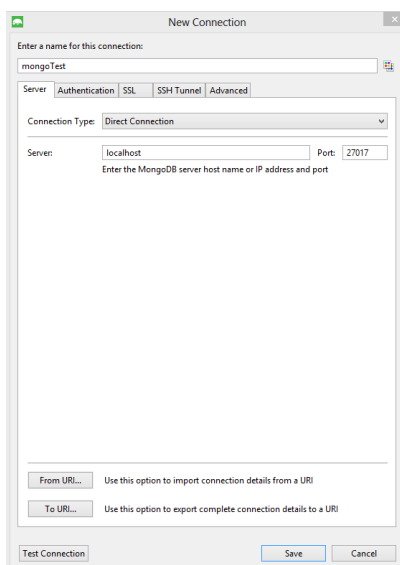 New Connection
Enter a name for this connection:
mongoTest
Server Authentication SSL SSH Tunnel Advanced
Connection Type: Direct Connection
Server: localhost Port: 27017
Enter the MongoDB server host name or IP address and port
From URI... Use this option to import connection details from a URI
To URI... Use this option to export complete connection details to a URI
Test Connection Save Cancel